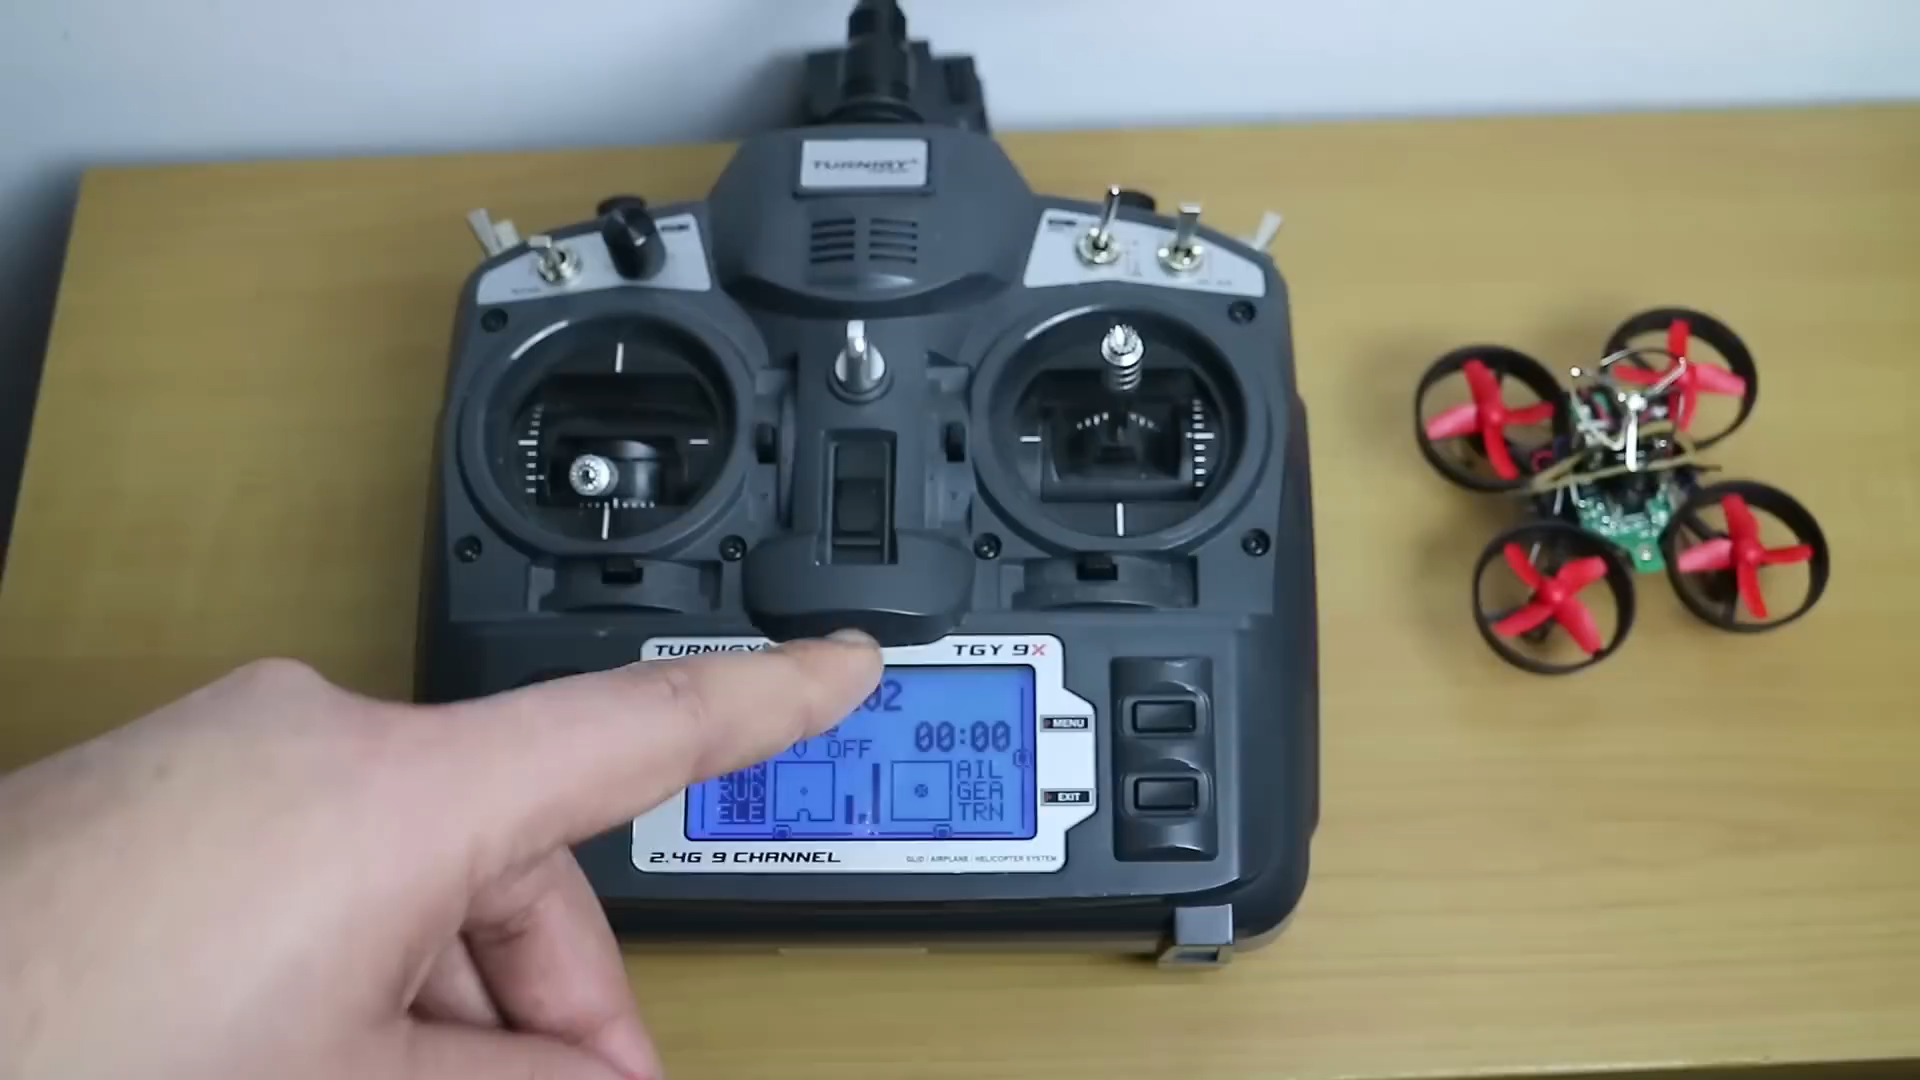 TURNIGY
TURNIGY
TGY 9X
02
OFF
00:00
MENU
RUD
ELE
AIL
GEA
TRN
EXIT
2.4G 9 CHANNEL
GLID / AIRPLANE / HELICOPTER SYSTEM